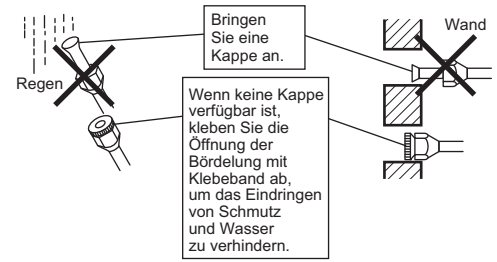 Regen
Bringen
Sie eine
Kappe an.
Wand
Wenn keine Kappe
verfügbar ist,
kleben Sie die
Öffnung der
Bördelung mit
Klebeband ab,
um das Eindringen
von Schmutz
und Wasser
zu verhindern.